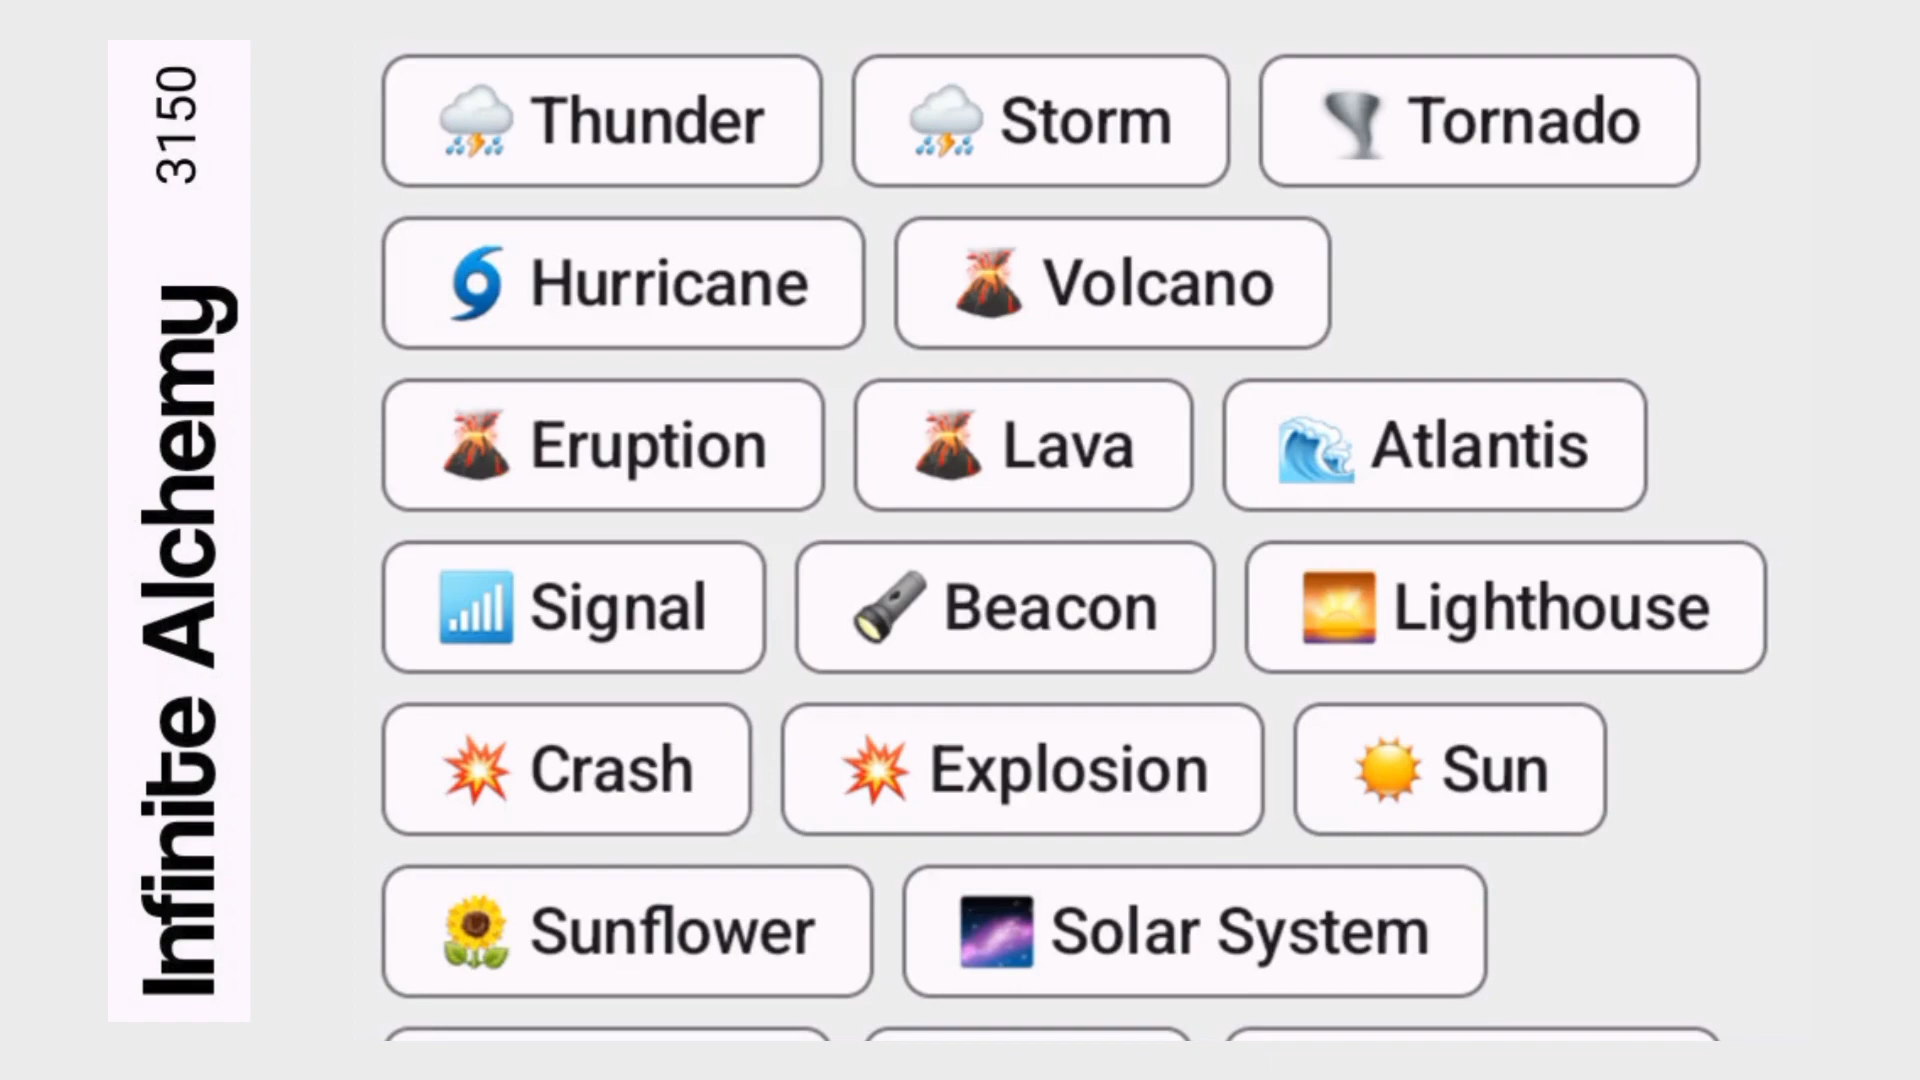 Infinite Alchemy 3150
Thunder Storm Tornado
Hurricane Volcano
Eruption Lava Atlantis
Signal Beacon Lighthouse
Crash Explosion Sun
Sunflower Solar System